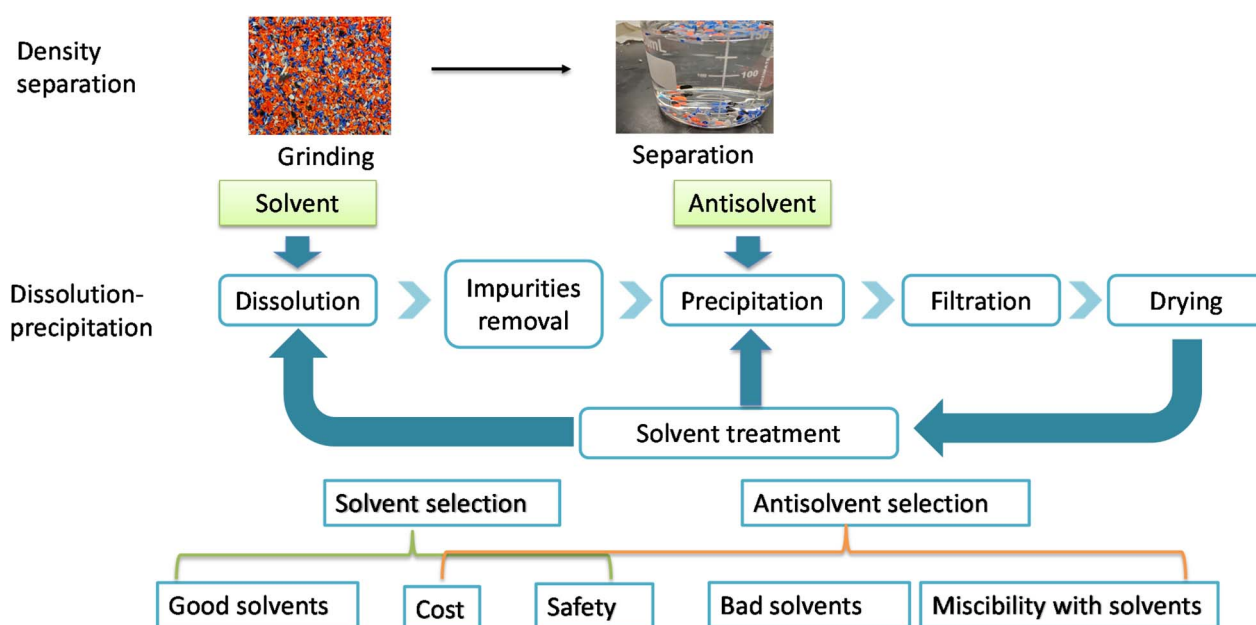 Density
separation
Grinding
Separation
Solvent
Antisolvent
Dissolution-
precipitation
Dissolution
Impurities
removal
Precipitation
Filtration
Drying
Solvent treatment
Solvent selection
Antisolvent selection
Good solvents
Cost
Safety
Bad solvents
Miscibility with solvents
100